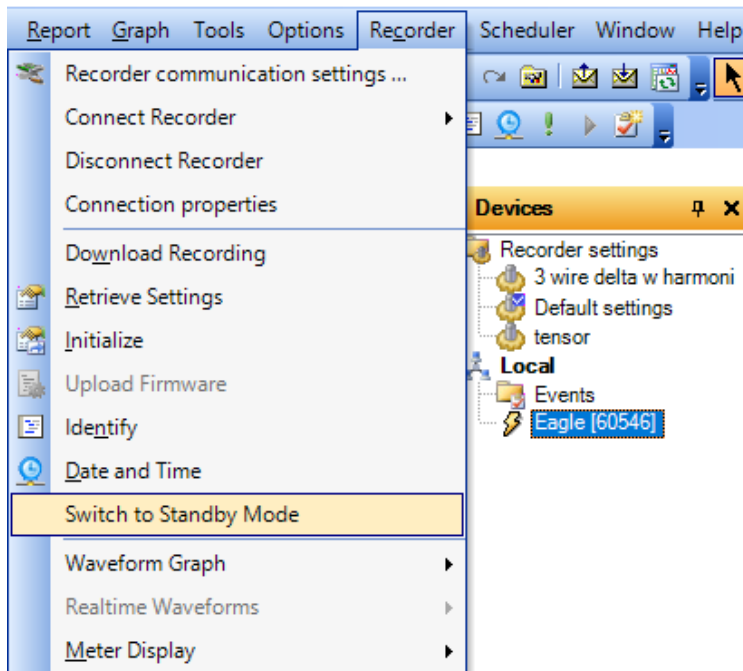 Report Graph Tools Options Recorder Scheduler Window Help
Recorder communication settings ...
Connect Recorder
Disconnect Recorder
Connection properties
Download Recording
Retrieve Settings
Initialize
Upload Firmware
Identify
Date and Time
Switch to Standby Mode
Waveform Graph
Realtime Waveforms
Meter Display
Devices
Recorder settings
3 wire delta w harmoni
Default settings
tensor
Local
Events
Eagle [60546]